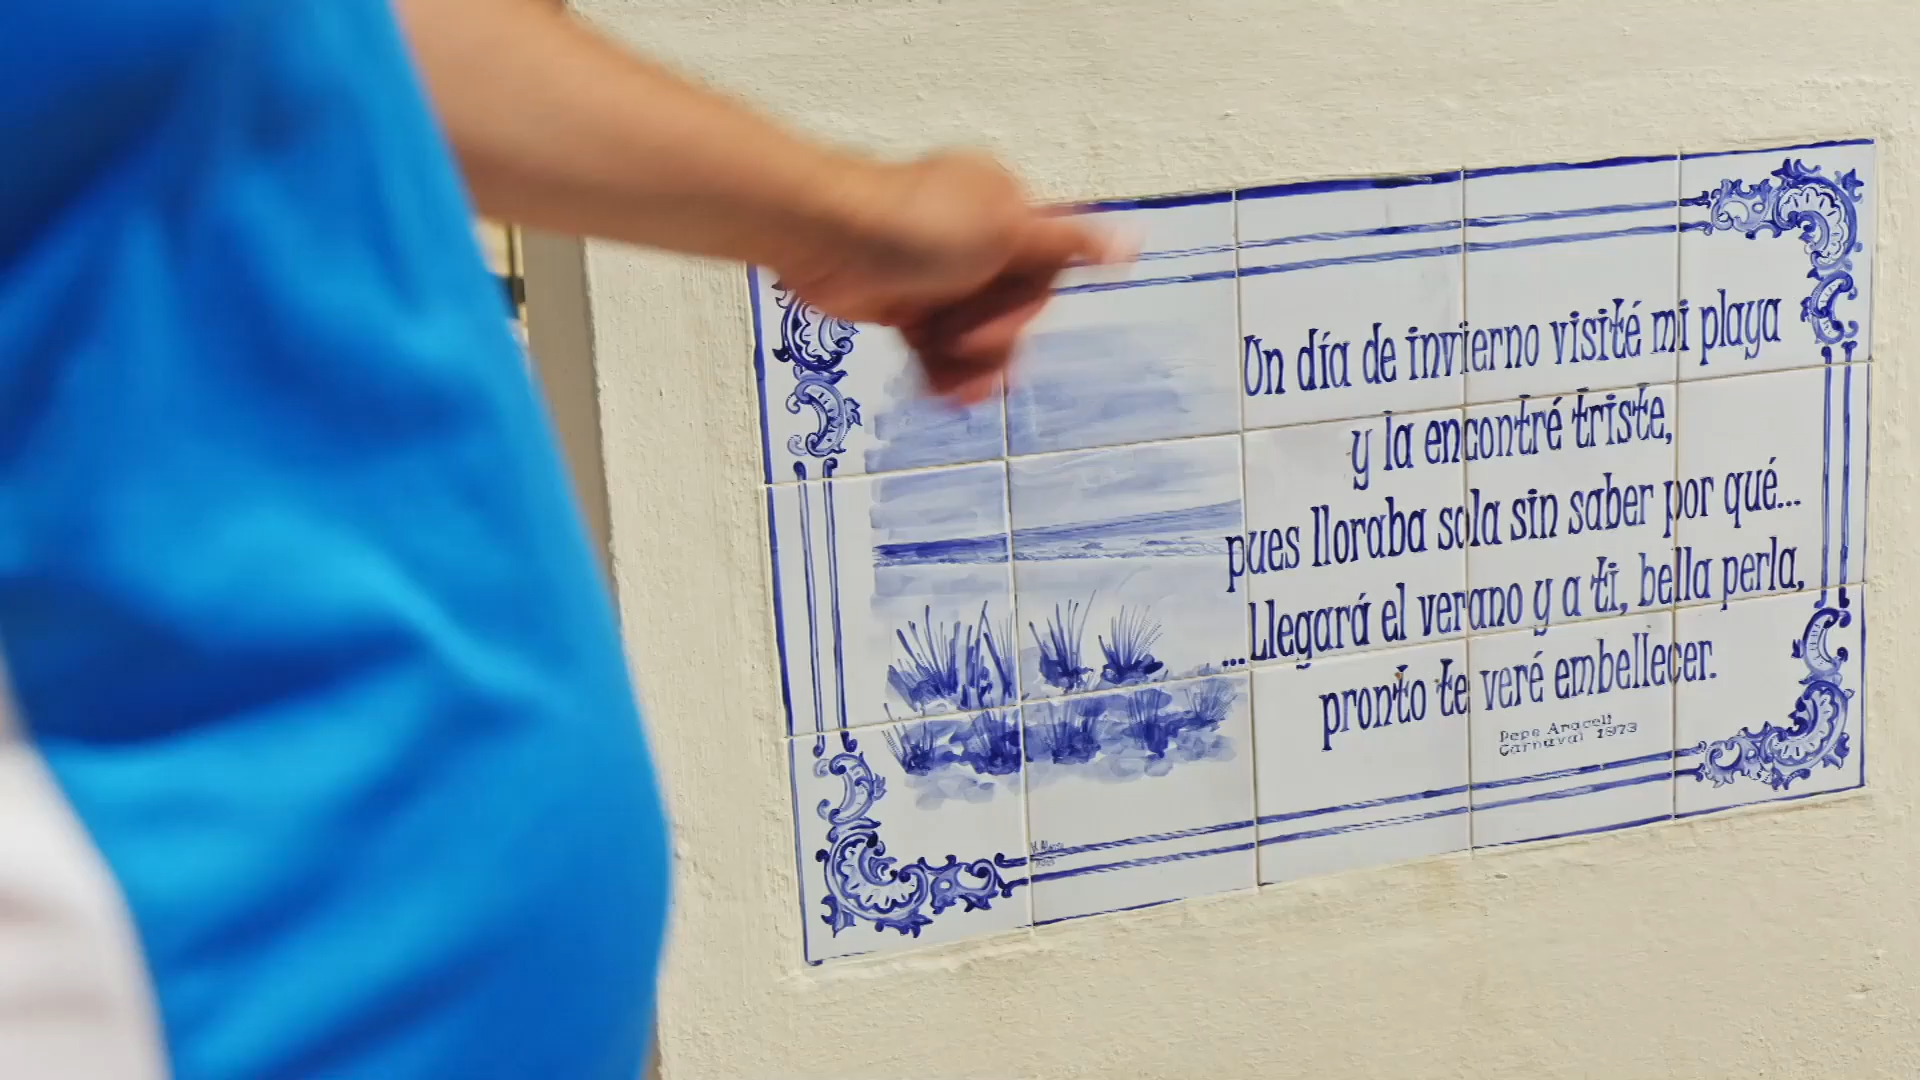 Un día de invierno visité mi playa
y la encontré triste,
pues lloraba sola sin saber por qué...
...Llegará el verano y a ti, bella perla,
pronto te veré embellecer.
Pepe Araceli
Carnaval 1973